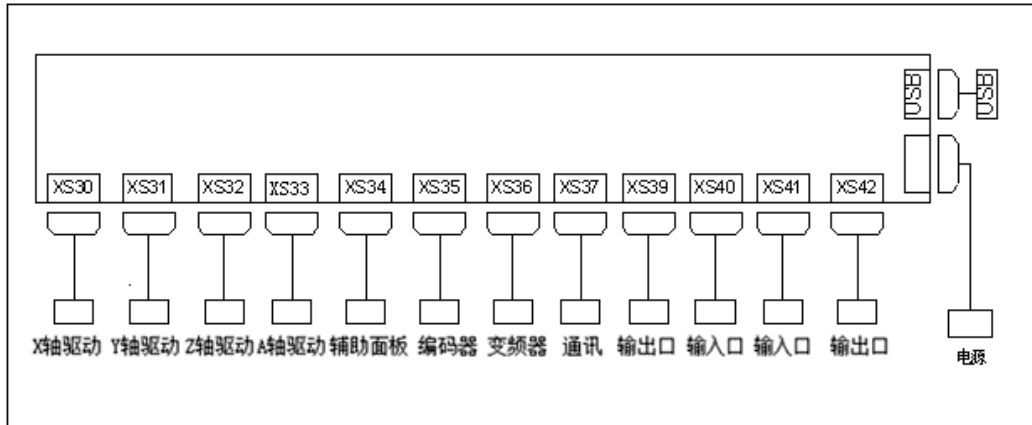 USB USB
XS30 XS31 XS32 XS33 XS34 XS35 XS36 XS37 XS39 XS40 XS41 XS42
X轴驱动 Y轴驱动 Z轴驱动 A轴驱动 辅助面板 编码器 变频器 通讯 输出口 输入口 输入口 输出口
电源